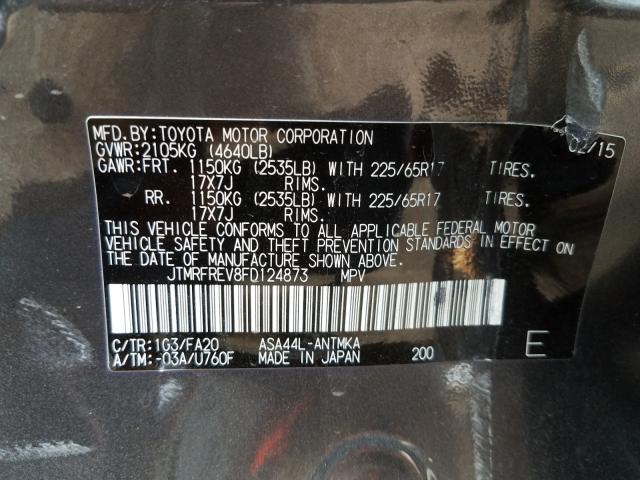 MFD.BY:TOYOTA MOTOR CORPORATION 02/15
GVWR:2105KG (4640LB)
GAWR:FRT. 1150KG (2535LB) WITH 225/65R17 TIRES.
17X7J RIMS.
RR. 1150KG (2535LB) WITH 225/65R17 TIRES.
17X7J RIMS.
THIS VEHICLE CONFORMS TO ALL APPLICABLE FEDERAL MOTOR
VEHICLE SAFETY AND THEFT PREVENTION STANDARDS IN EFFECT ON
THE DATE OF MANUFACTURE SHOWN ABOVE.
JTMRFREV8FD124873 MPV
C/TR:1G3/FA20 ASA44L-ANTMKA
A/TM:-03A/U760F MADE IN JAPAN 200 E